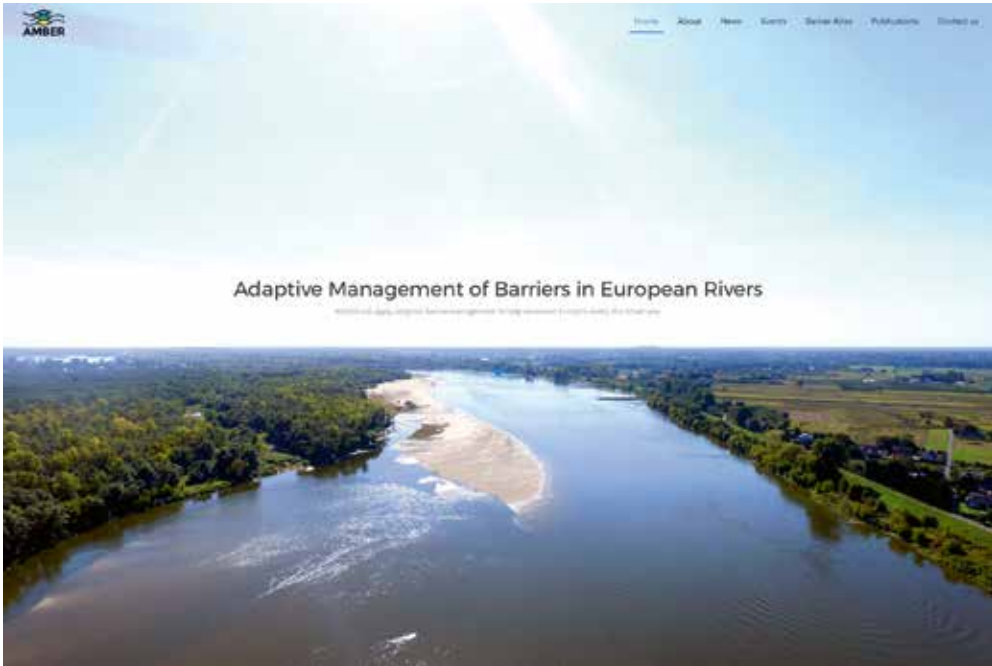 AMBER
Home About News Events Barrier Atlas Publications Contact us
Adaptive Management of Barriers in European Rivers